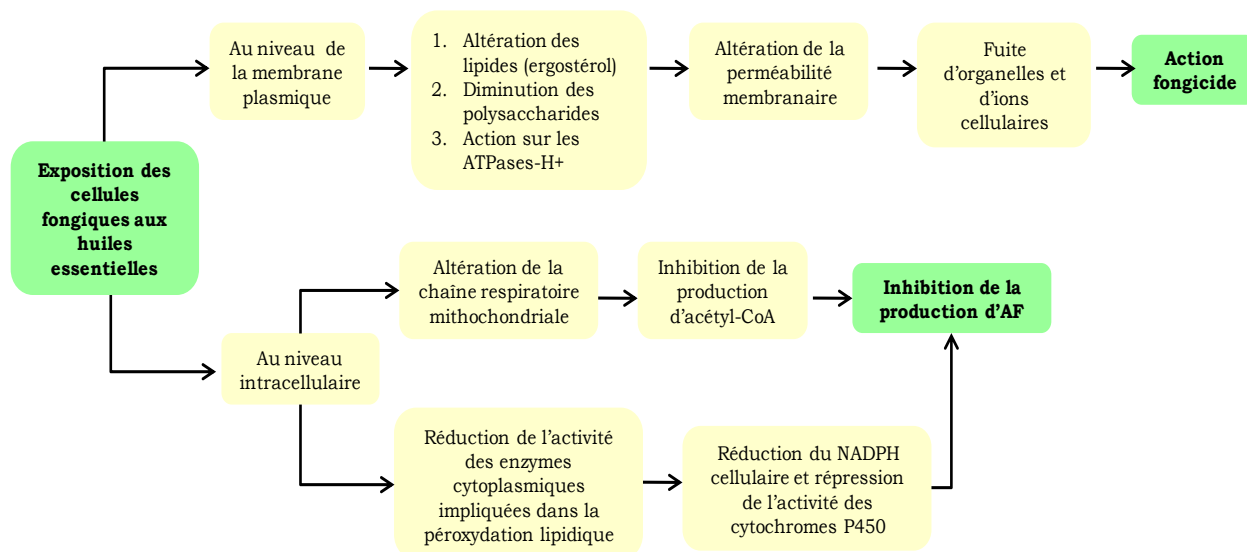 Exposition des
cellules
fongiques aux
huiles
essentielles
Au niveau de
la membrane
plasmique
1. Altération des
lipides (ergostérol)
2. Diminution des
polysaccharides
3. Action sur les
ATPases-H+
Altération de la
perméabilité
membranaire
Fuite
d'organelles et
d'ions
cellulaires
Action
fongicide
Au niveau
intracellulaire
Altération de la
chaîne respiratoire
mithochondriale
Inhibition de la
production
d'acétyl-CoA
Inhibition de la
production d'AF
Réduction de l'activité
des enzymes
cytoplasmiques
impliquées dans la
péroxydation lipidique
Réduction du NADPH
cellulaire et répression
de l'activité des
cytochromes P450